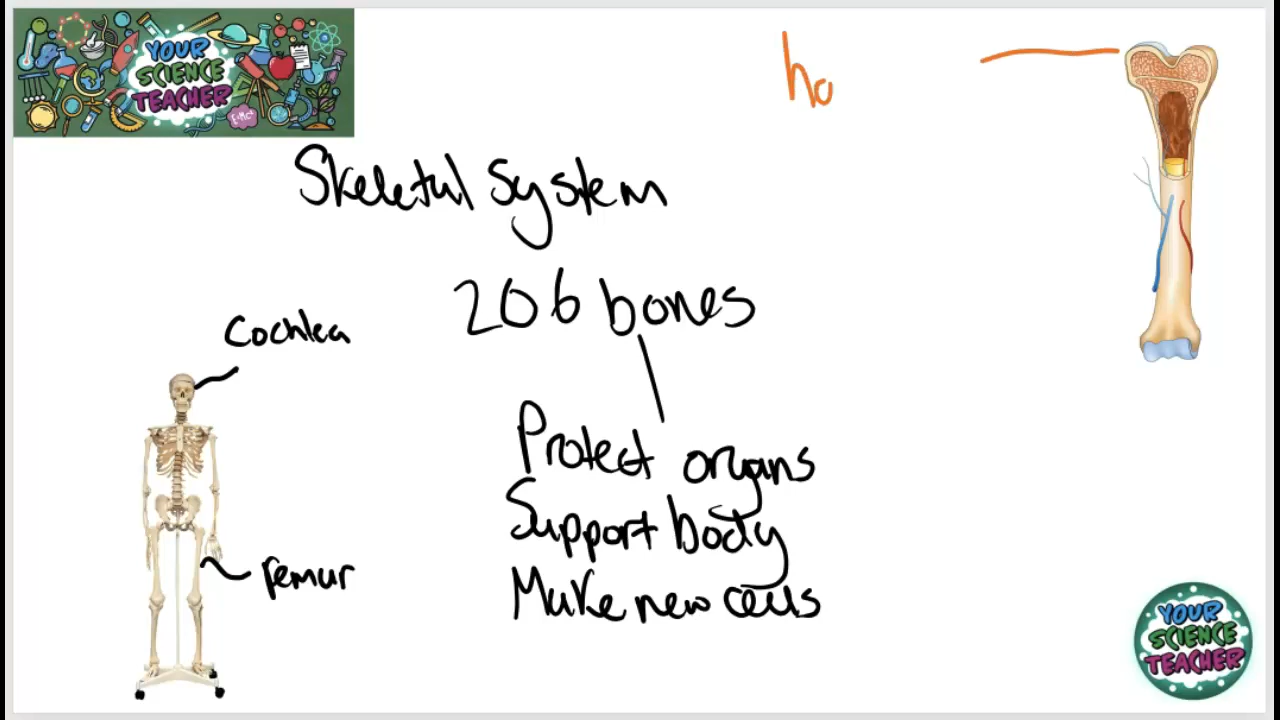 YOUR
SCIENCE
TEACHER
E=MC²
ho
Skeletal System
206 bones
Cochlea
Protect organs
Support body
femur
Make new cells
YOUR
SCIENCE
TEACHER